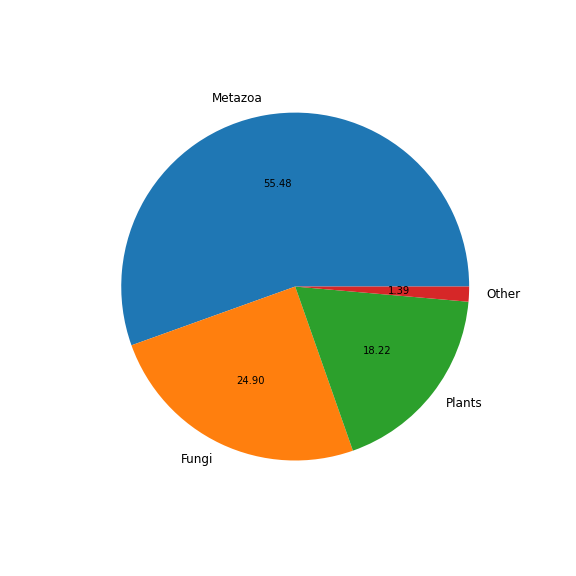 Metazoa
55.48
Other
1.39
18.22
24.90
Plants
Fungi